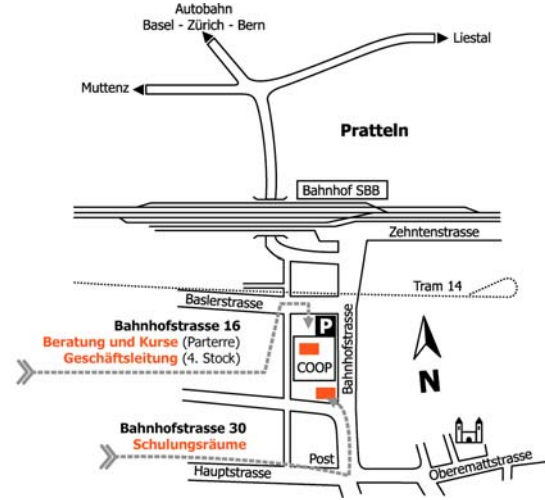 Autobahn
Basel - Zürich - Bern
Liestal
Muttenz
Pratteln
Bahnhof SBB
Zehntenstrasse
Tram 14
Baslerstrasse
Bahnhofstrasse 16
Beratung und Kurse (Parterre)
Geschäftsleitung (4. Stock)
P
COOP
Bahnhofstrasse
N
Bahnhofstrasse 30
Schulungsräume
Post
Hauptstrasse
Oberemattstrasse